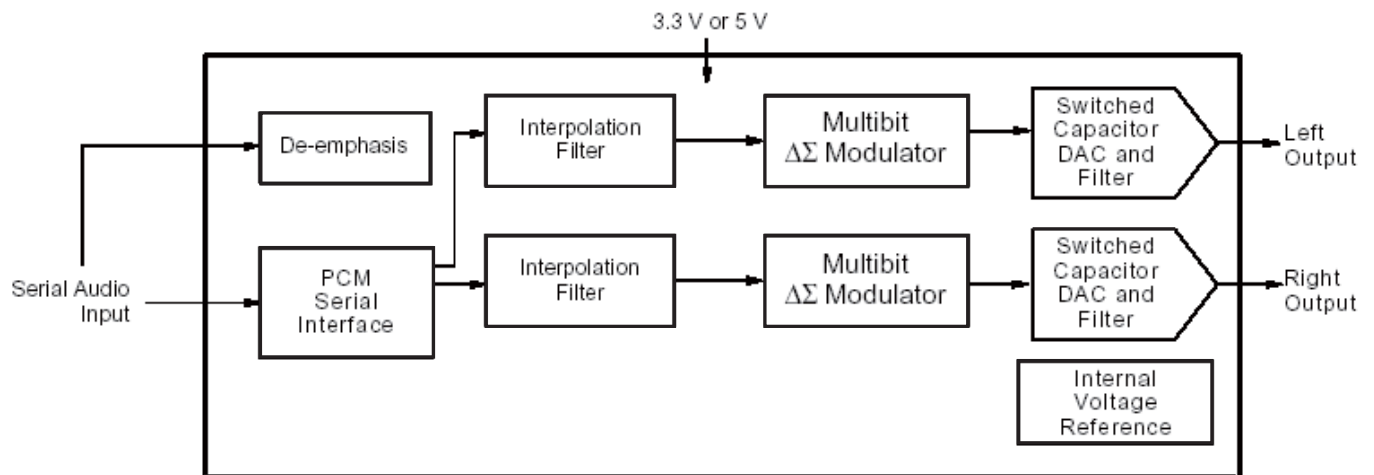 3.3 V or 5 V
De-emphasis
Interpolation
Filter
Multibit
ΔΣ Modulator
Switched
Capacitor
DAC and
Filter
Left
Output
Serial Audio
Input
PCM
Serial
Interface
Interpolation
Filter
Multibit
ΔΣ Modulator
Switched
Capacitor
DAC and
Filter
Right
Output
Internal
Voltage
Reference